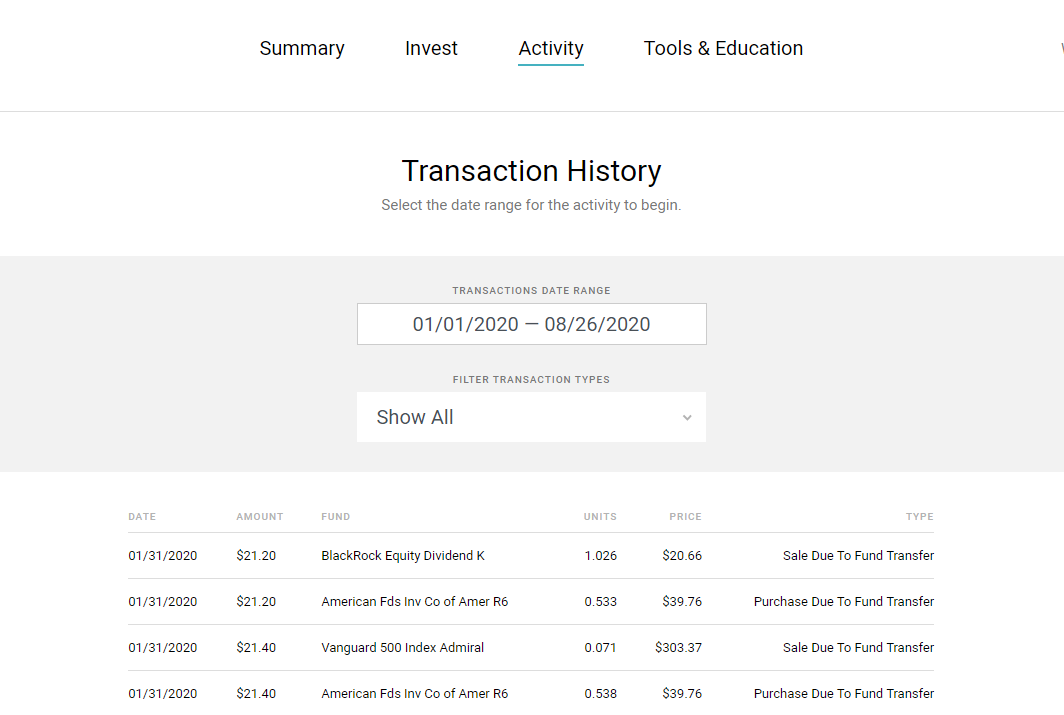 Summary Invest Activity Tools & Education
Transaction History
Select the date range for the activity to begin.
TRANSACTIONS DATE RANGE
01/01/2020 — 08/26/2020
FILTER TRANSACTION TYPES
Show All
DATE AMOUNT FUND UNITS PRICE TYPE
01/31/2020 $21.20 BlackRock Equity Dividend K 1.026 $20.66 Sale Due To Fund Transfer
01/31/2020 $21.20 American Fds Inv Co of Amer R6 0.533 $39.76 Purchase Due To Fund Transfer
01/31/2020 $21.40 Vanguard 500 Index Admiral 0.071 $303.37 Sale Due To Fund Transfer
01/31/2020 $21.40 American Fds Inv Co of Amer R6 0.538 $39.76 Purchase Due To Fund Transfer